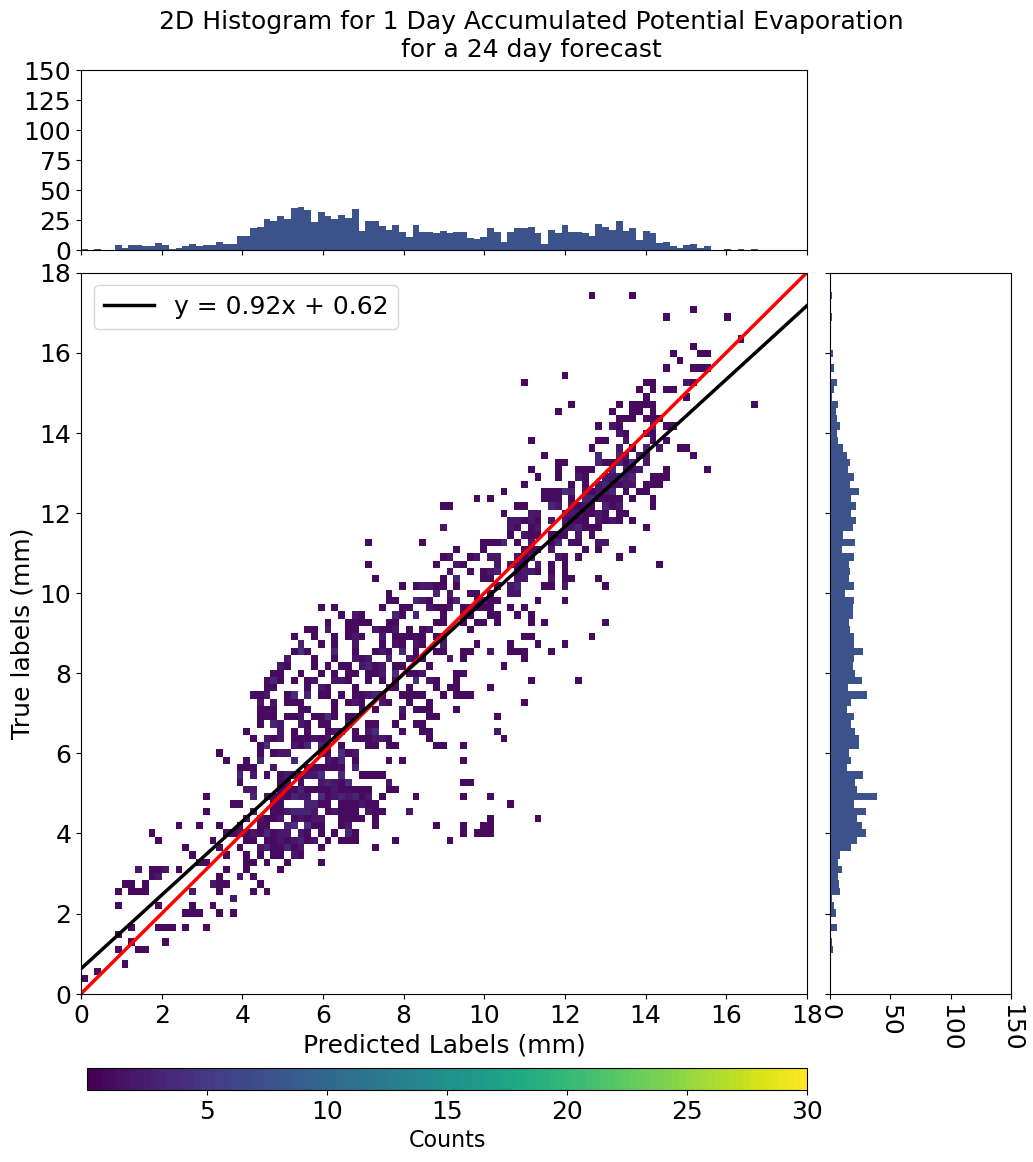 2D Histogram for 1 Day Accumulated Potential Evaporation
for a 24 day forecast
150
125
100
75
50
25
0
18
16
14
12
10
8
6
4
2
0
True labels (mm)
y = 0.92x + 0.62
0 2 4 6 8 10 12 14 16 18
Predicted Labels (mm)
0 50 100 150
5 10 15 20 25 30
Counts